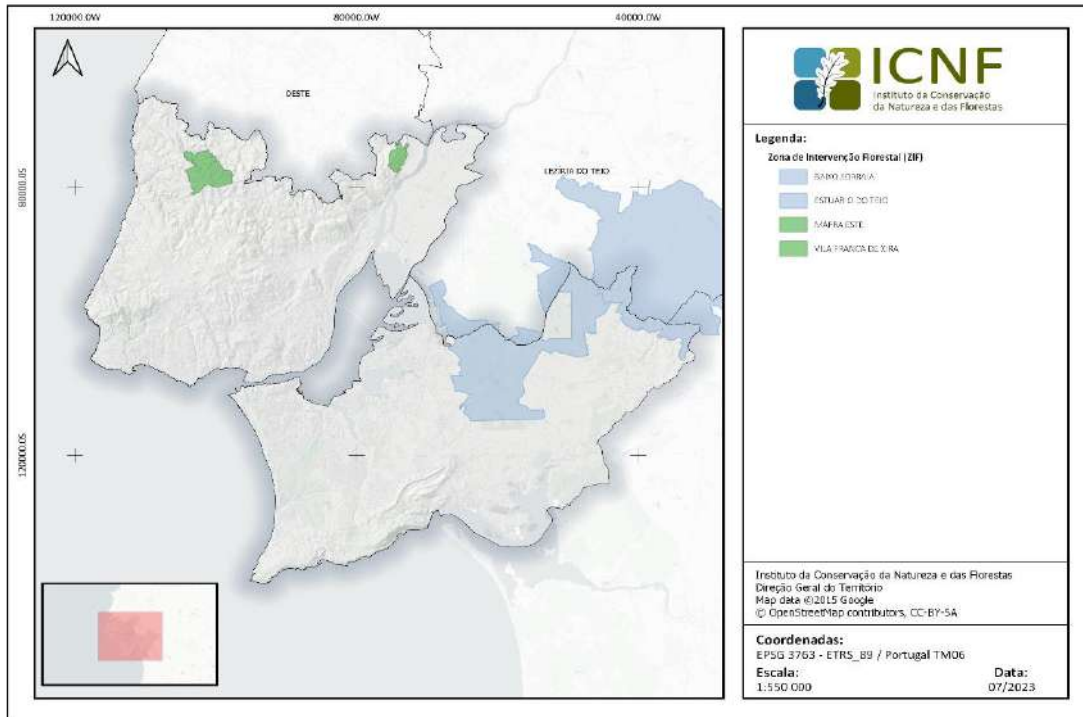 120000.0W
80000.0W
40000.0W
80000.0S
120000.0S
OESTE
LEZÍRIA DO TEJO
ICNF
Instituto da Conservação
da Natureza e das Florestas
Legenda:
Zona de Intervenção Florestal (ZIF)
BAIXO SORRAIA
ESTUARIO DO TEJO
MAFRA ESTE
VILA FRANCA DE XIRA
Instituto da Conservação da Natureza e das Florestas
Direção Geral do Território
Map data ©2015 Google
© OpenStreetMap contributors, CC-BY-SA
Coordenadas:
EPSG 3763 - ETRS_89 / Portugal TM06
Escala:
1:550 000
Data:
07/2023